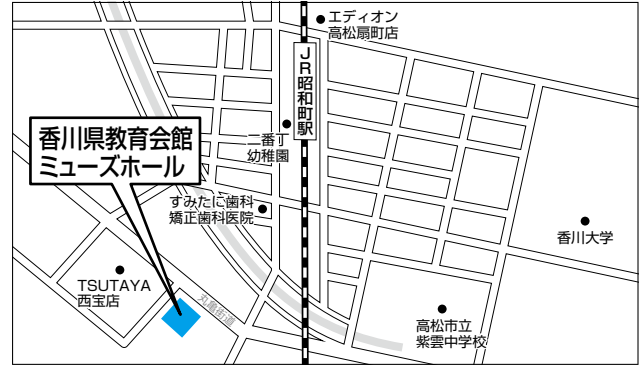 エディオン
高松扇町店
JR昭和町駅
香川県教育会館
ミューズホール
二番丁
幼稚園
すみたに歯科
矯正歯科医院
香川大学
TSUTAYA
西宝店
丸亀街道
高松市立
紫雲中学校